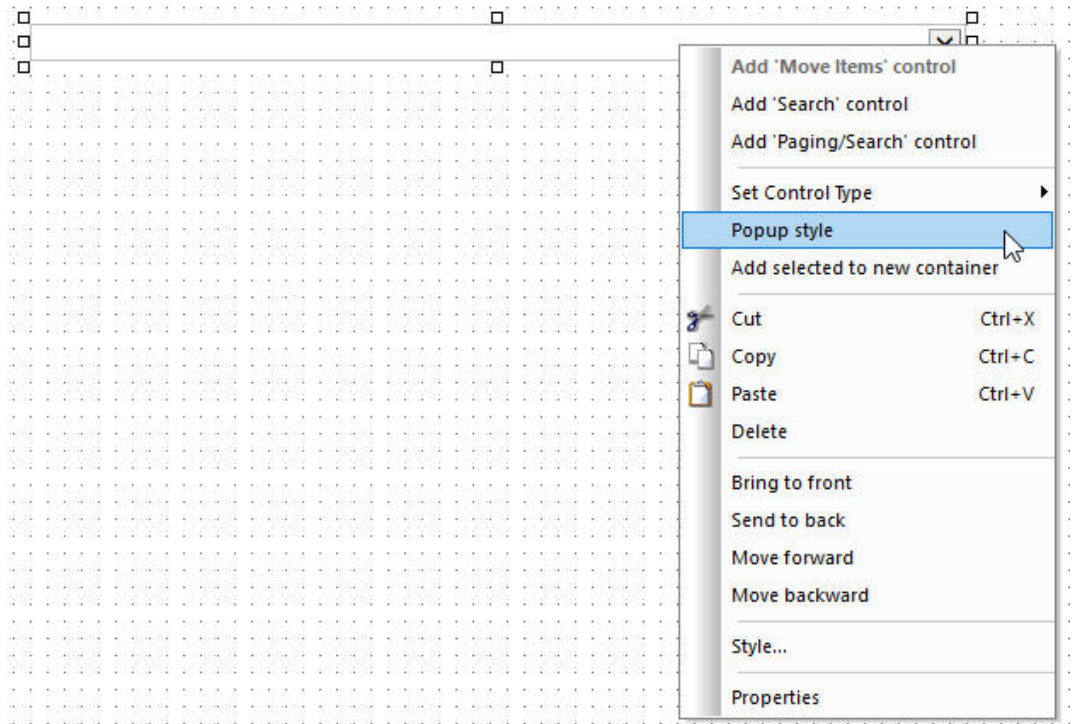 Add 'Move Items' control
Add 'Search' control
Add 'Paging/Search' control
Set Control Type
Popup style
Add selected to new container
Cut Ctrl+X
Copy Ctrl+C
Paste Ctrl+V
Delete
Bring to front
Send to back
Move forward
Move backward
Style...
Properties